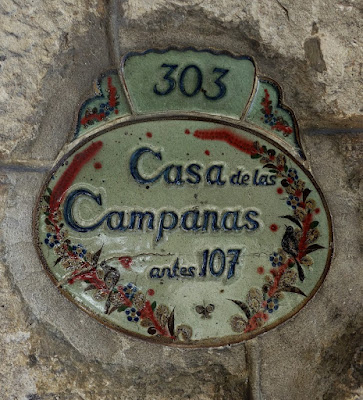 303
Casa de las
Campanas
antes 107